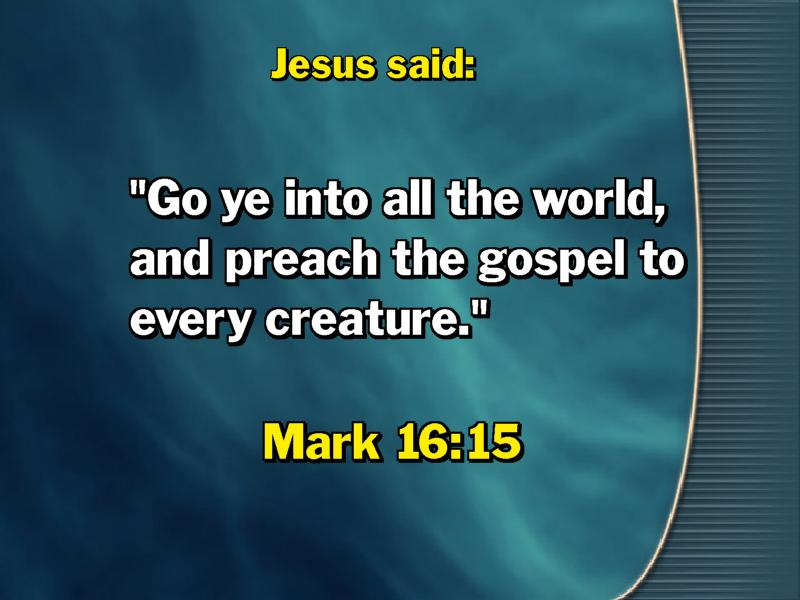 Jesus said:
"Go ye into all the world,
and preach the gospel to
every creature."
Mark 16:15